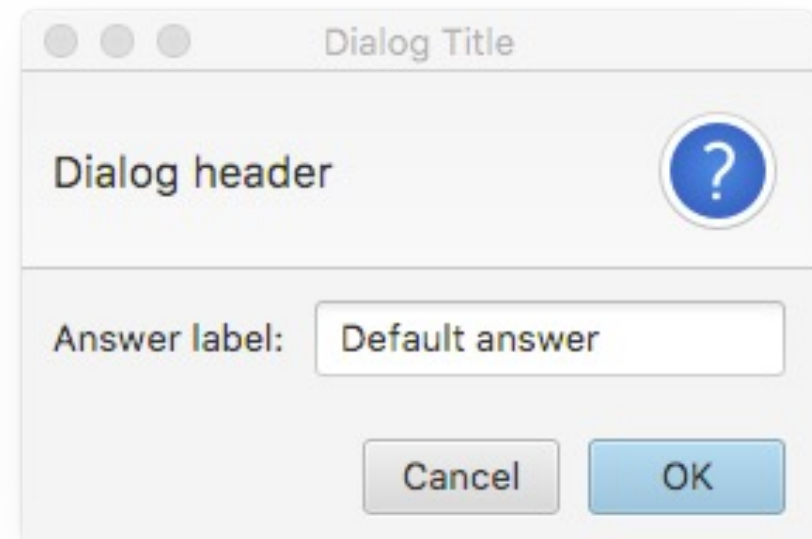 Dialog Title
Dialog header
?
Answer label: Default answer
Cancel OK